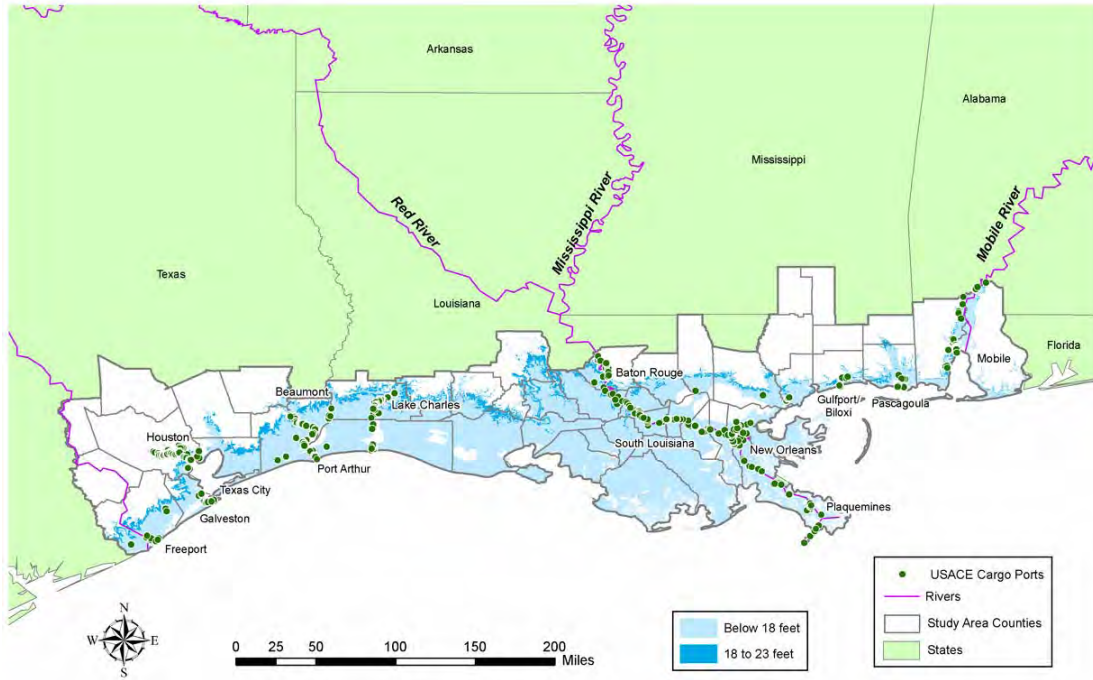 Arkansas
Alabama
Mississippi
Mississippi River
Red River
Mobile River
Texas
Louisiana
Florida
Mobile
Baton Rouge
Beaumont
Lake Charles
Gulfport/
Biloxi
Pascagoula
Houston
South Louisiana
New Orleans
Port Arthur
Texas City
Galveston
Plaquemines
Freeport
N
W E
S
0 25 50 100 150 200
Miles
Below 18 feet
18 to 23 feet
USACE Cargo Ports
Rivers
Study Area Counties
States